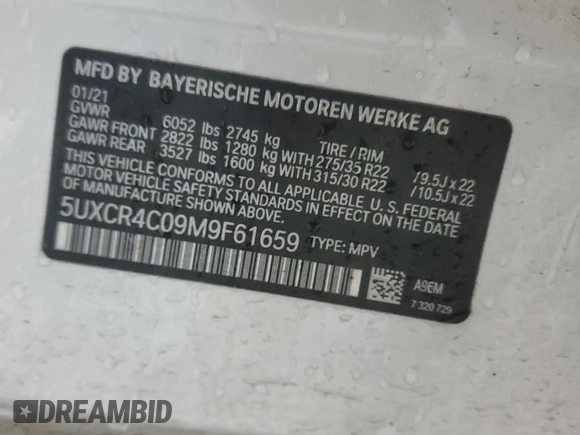 MFD BY BAYERISCHE MOTOREN WERKE AG
01/21
GVWR 6052 lbs 2745 kg TIRE / RIM
GAWR FRONT 2822 lbs 1280 kg WITH 275/35 R22 /9.5J x 22
GAWR REAR 3527 lbs 1600 kg WITH 315/30 R22 /10.5J x 22
THIS VEHICLE CONFORMS TO ALL APPLICABLE U. S. FEDERAL
MOTOR VEHICLE SAFETY STANDARDS IN EFFECT ON THE DATE
OF MANUFACTURE SHOWN ABOVE.
5UXCR4C09M9F61659 TYPE: MPV
A96M
7 320 729
DREAMBID